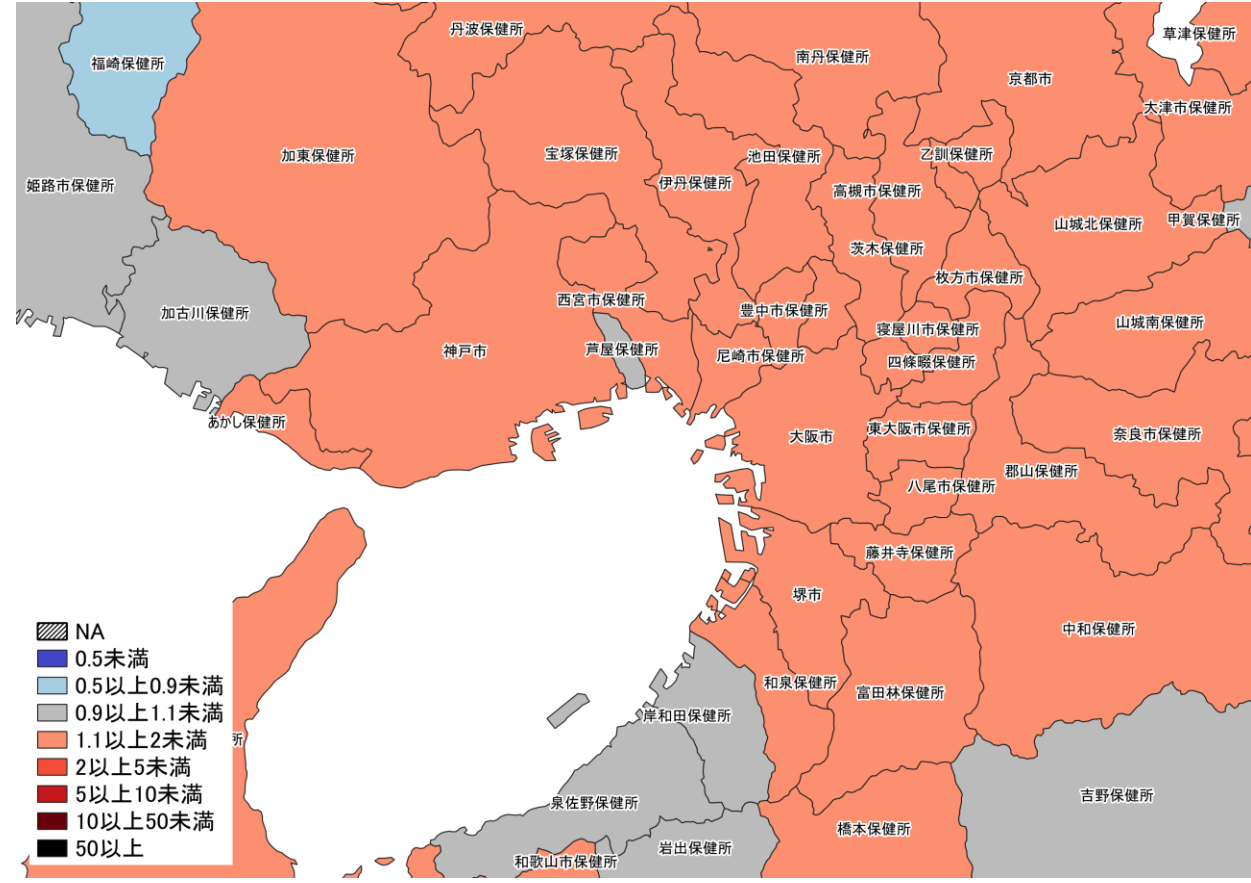 丹波保健所
草津保健所
南丹保健所
福崎保健所
京都市
大津市保健所
加東保健所
宝塚保健所
池田保健所
乙訓保健所
伊丹保健所
姫路市保健所
高槻市保健所
甲賀保健所
山城北保健所
茨木保健所
枚方市保健所
西宮市保健所
加古川保健所
豊中市保健所
山城南保健所
寝屋川市保健所
神戸市
芦屋保健所
尼崎市保健所
四條畷保健所
あかし保健所
大阪市
東大阪市保健所
奈良市保健所
郡山保健所
八尾市保健所
藤井寺保健所
堺市
中和保健所
和泉保健所
富田林保健所
岸和田保健所
所
吉野保健所
泉佐野保健所
橋本保健所
岩出保健所
和歌山市保健所
NA
0.5未満
0.5以上0.9未満
0.9以上1.1未満
1.1以上2未満
2以上5未満
5以上10未満
10以上50未満
50以上